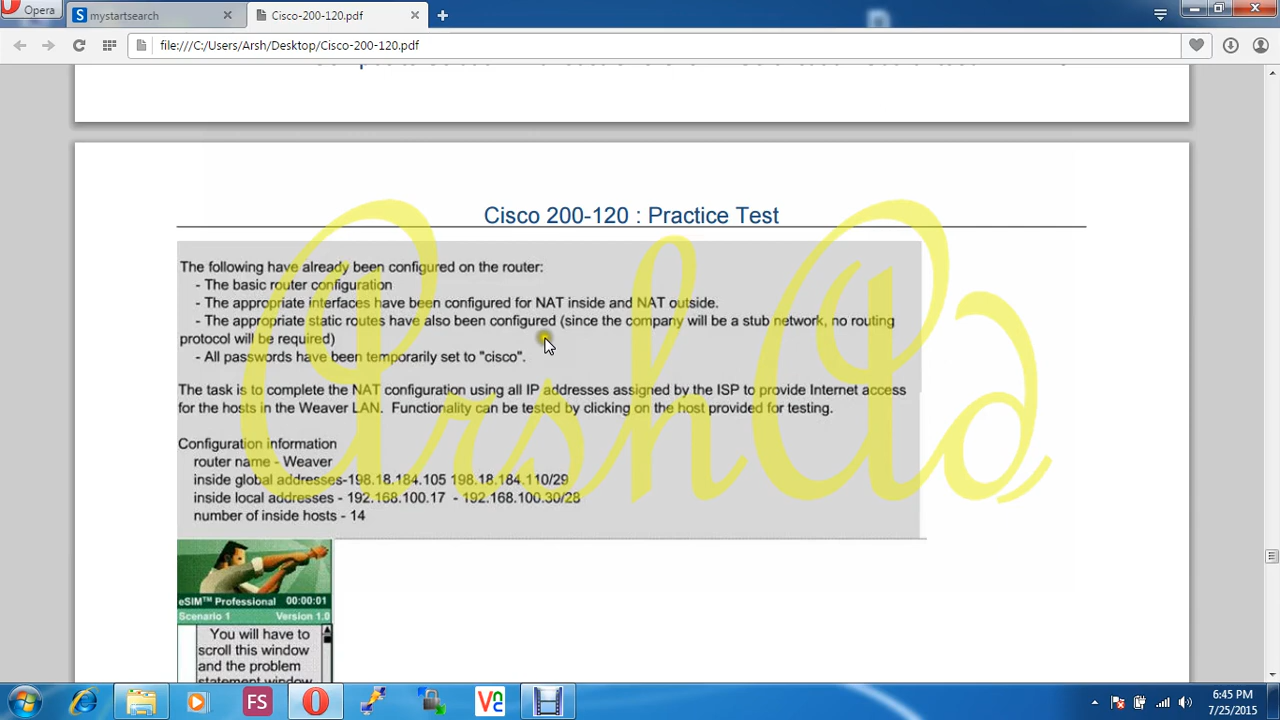 Opera
mystartsearch
Cisco-200-120.pdf
file:///C:/Users/Arsh/Desktop/Cisco-200-120.pdf
Cisco 200-120 : Practice Test
The following have already been configured on the router:
- The basic router configuration
- The appropriate interfaces have been configured for NAT inside and NAT outside.
- The appropriate static routes have also been configured (since the company will be a stub network, no routing
protocol will be required)
- All passwords have been temporarily set to "cisco".
The task is to complete the NAT configuration using all IP addresses assigned by the ISP to provide Internet access
for the hosts in the Weaver LAN. Functionality can be tested by clicking on the host provided for testing.
Configuration information
router name - Weaver
inside global addresses-198.18.184.105 198.18.184.110/29
inside local addresses - 192.168.100.17 - 192.168.100.30/28
number of inside hosts - 14
ArshAd
eSIM™ Professional 00:00:01
Scenario 1 Version 1.0
You will have to
scroll this window
and the problem
statement window
FS
VNC
6:45 PM
7/25/2015